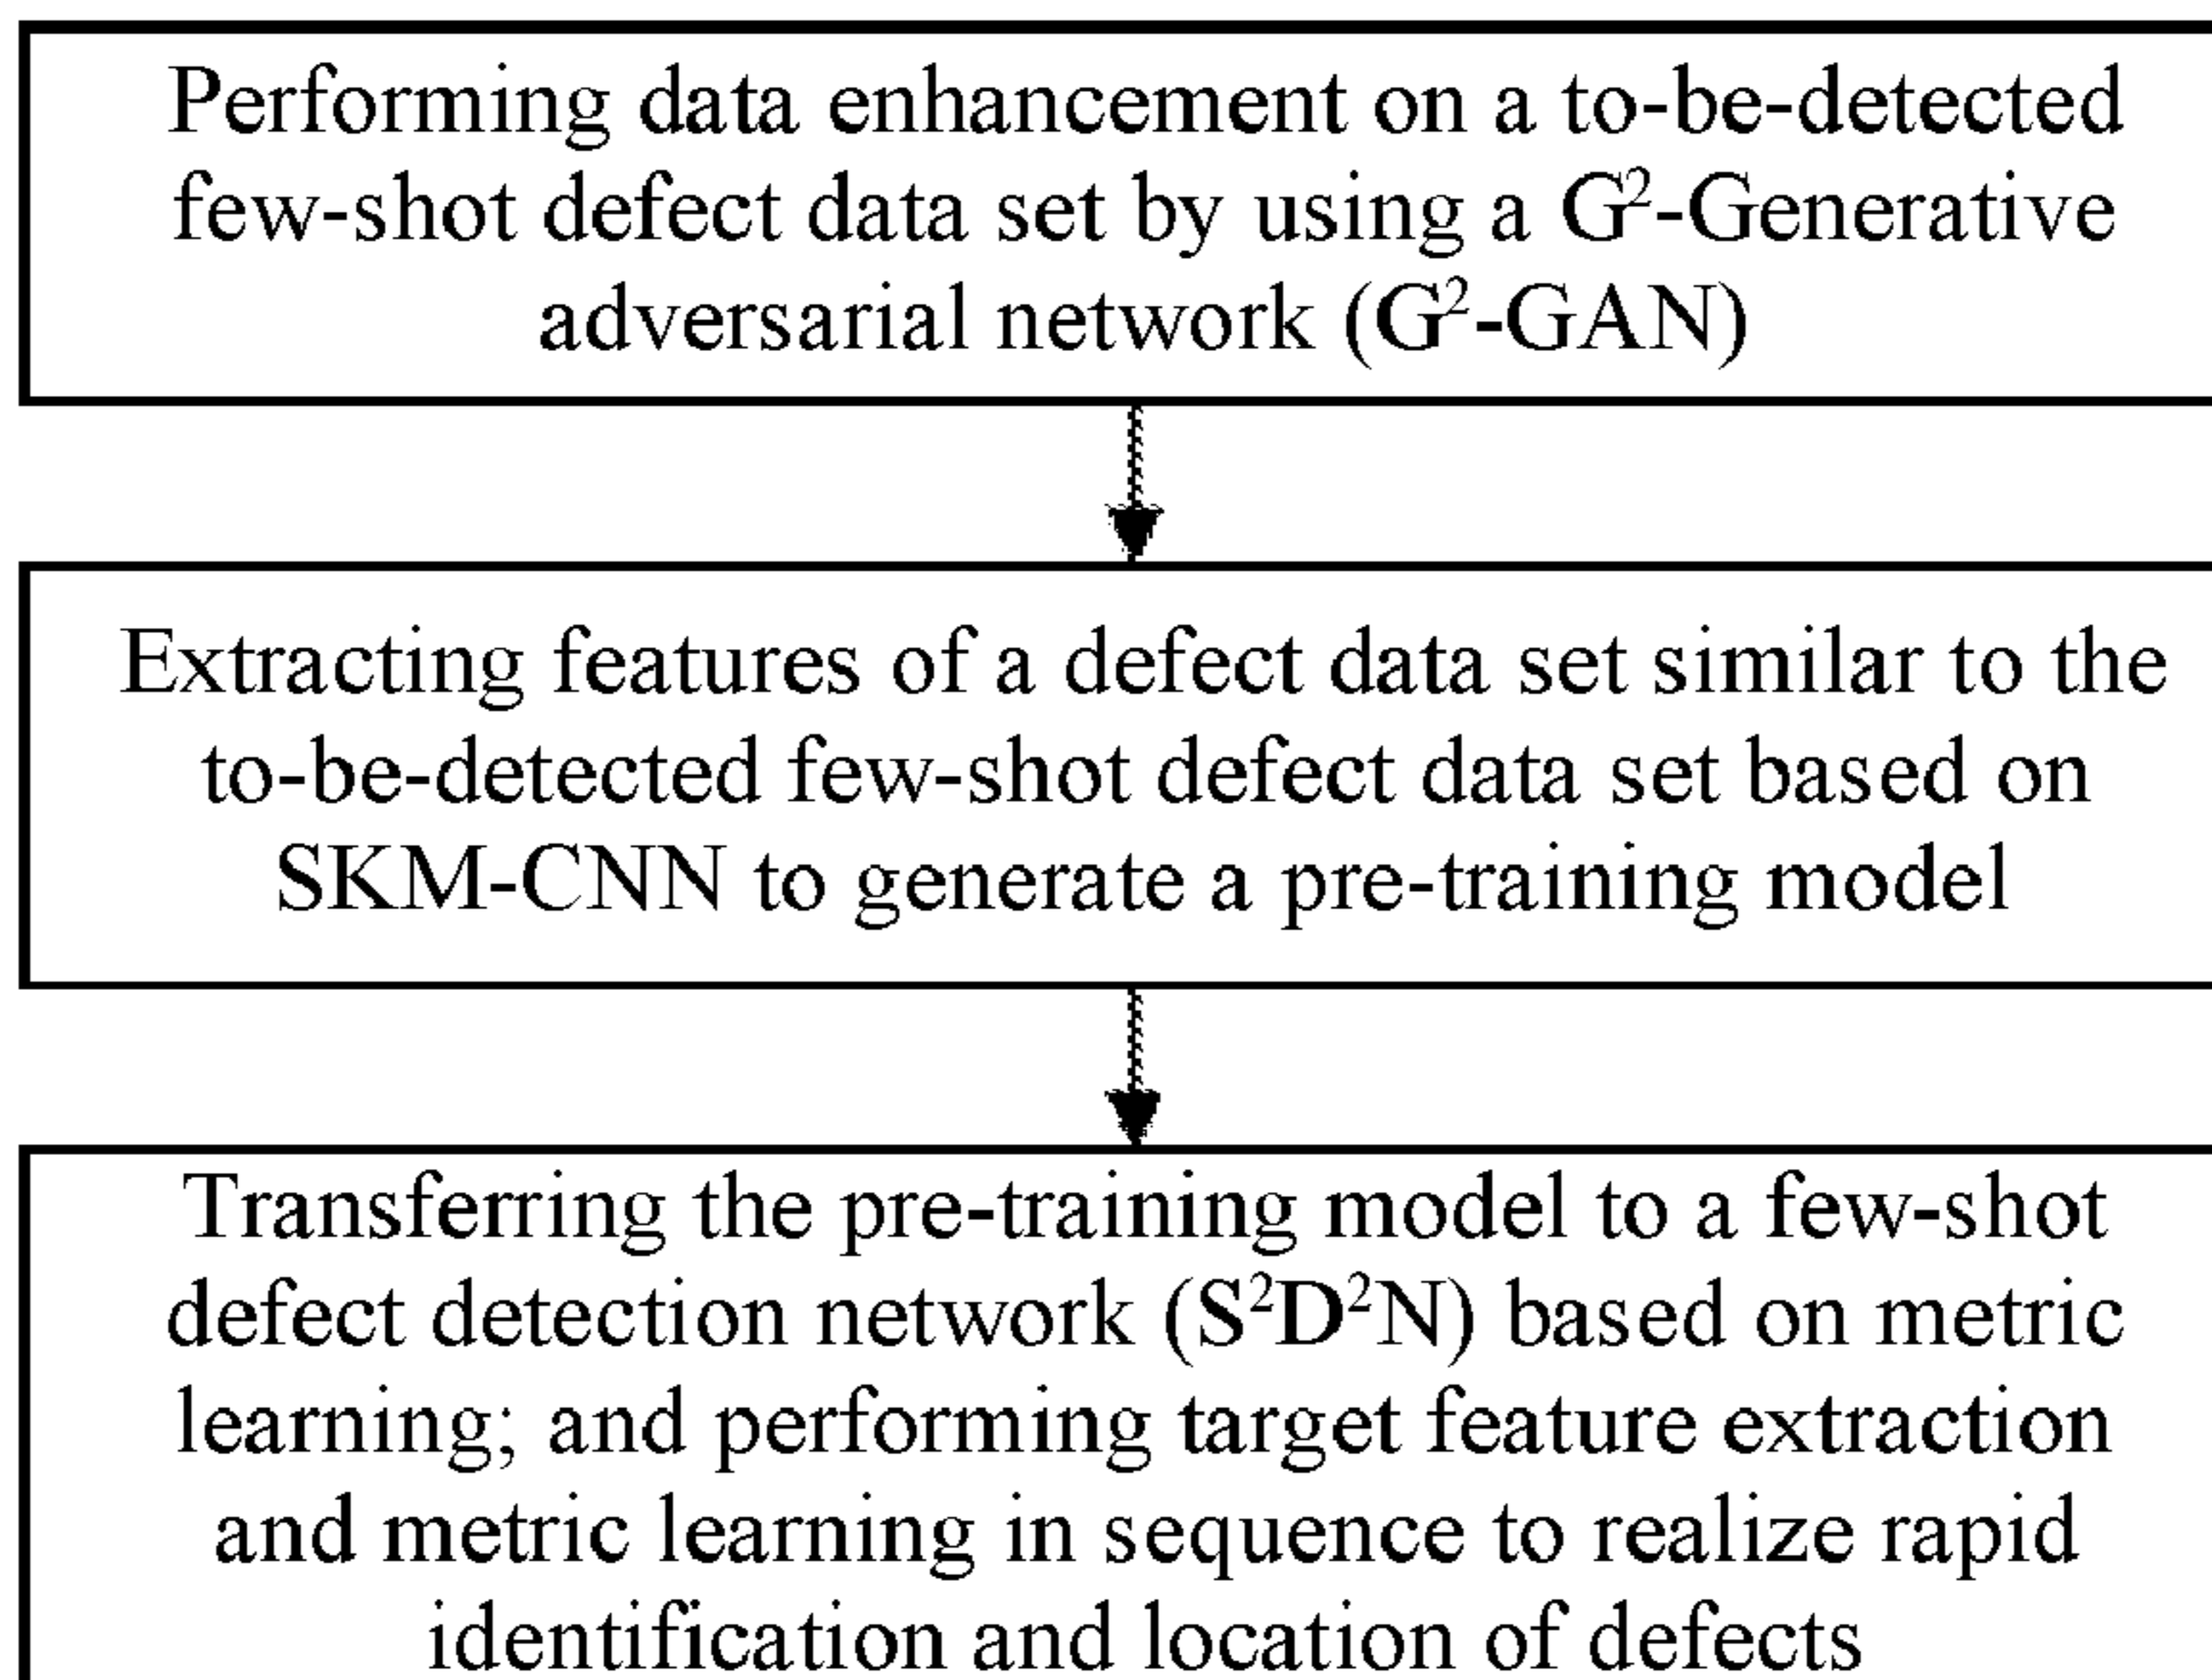 Performing data enhancement on a to-be-detected
few-shot defect data set by using a G²-Generative
adversarial network (G²-GAN)
Extracting features of a defect data set similar to the
to-be-detected few-shot defect data set based on
SKM-CNN to generate a pre-training model
Transferring the pre-training model to a few-shot
defect detection network (S²D²N) based on metric
learning; and performing target feature extraction
and metric learning in sequence to realize rapid
identification and location of defects